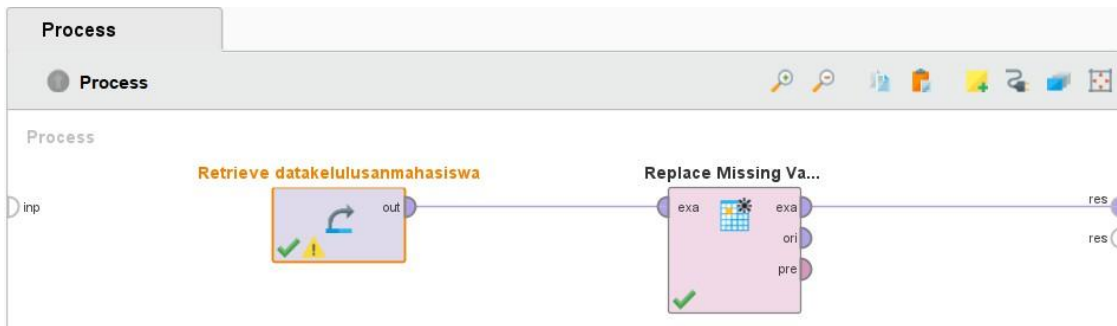 Process
Process
Process
Retrieve datakelulusanmahasiswa
Replace Missing Va...
inp
out
exa
exa
res
ori
res
pre